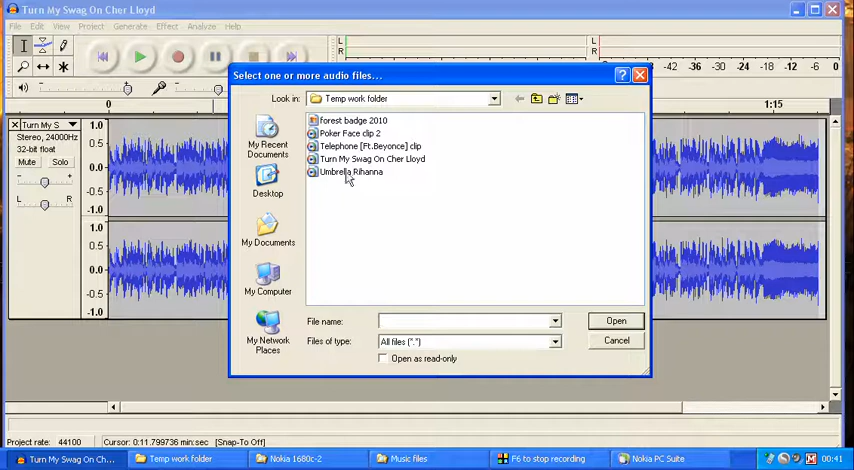 Turn My Swag On Cher Lloyd
File Edit View Project Generate Effect Analyze Help
L
R
L
R
-42 -36 -30 -24 -18 -12 -6 0
0 1:15
Select one or more audio files...
Look in: Temp work folder
forest badge 2010
Poker Face clip 2
Telephone [Ft.Beyonce] clip
Turn My Swag On Cher Lloyd
Umbrella Rihanna
My Recent
Documents
Desktop
My Documents
My Computer
My Network
Places
File name:
Open
Files of type: All files (*.*)
Cancel
Open as read-only
Turn My S
Stereo, 24000Hz
32-bit float
Mute Solo
- +
L R
1.0
0.5
0.0
-0.5
-1.0
1.0
0.5
0.0
-0.5
-1.0
Project rate: 44100 Cursor: 0:11.799736 min:sec [Snap-To Off]
Turn My Swag On Ch... Temp work folder Nokia 1680c-2 Music files F6 to stop recording Nokia PC Suite 00:41